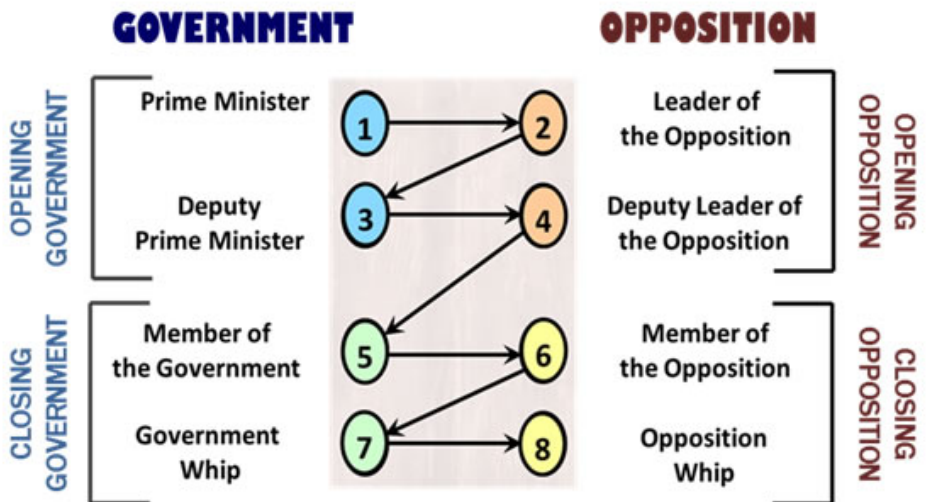 GOVERNMENT
OPPOSITION
OPENING
GOVERNMENT
Prime Minister
1
2
Leader of
the Opposition
OPENING
OPPOSITION
Deputy
Prime Minister
3
4
Deputy Leader of
the Opposition
CLOSING
GOVERNMENT
Member of
the Government
5
6
Member of
the Opposition
CLOSING
OPPOSITION
Government
Whip
7
8
Opposition
Whip